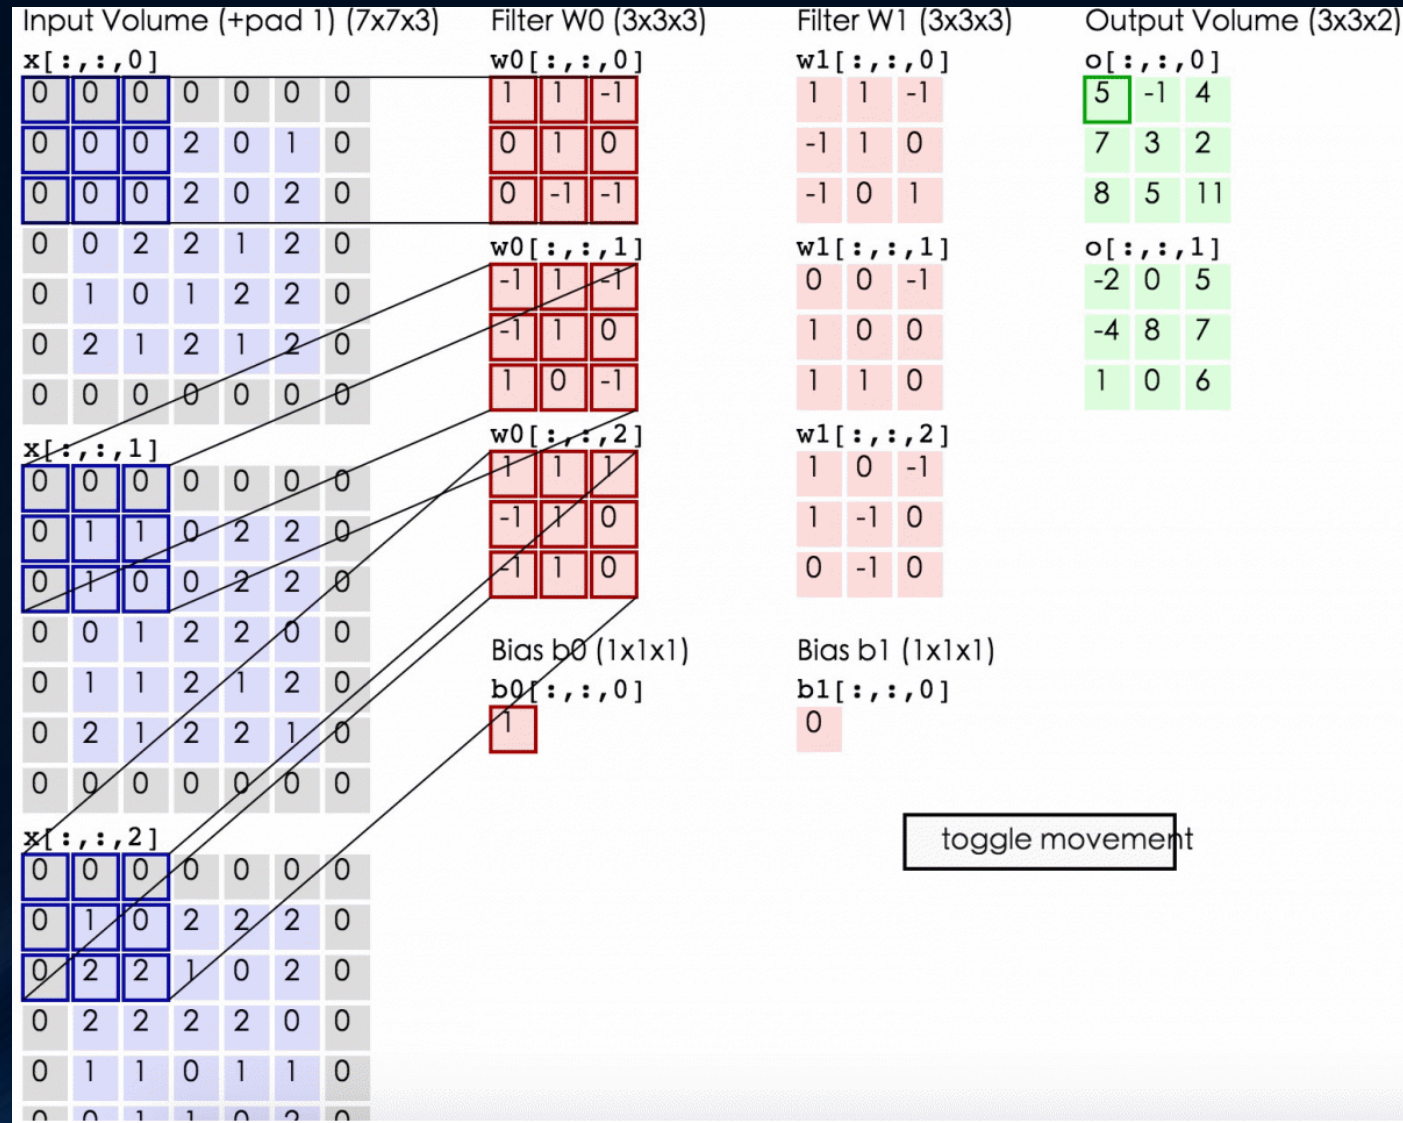 Input Volume (+pad 1) (7x7x3)
x[:,:,0]
0 0 0 0 0 0 0
0 0 0 2 0 1 0
0 0 0 2 0 2 0
0 0 2 2 1 2 0
0 1 0 1 2 2 0
0 2 1 2 1 2 0
0 0 0 0 0 0 0
x[:,:,1]
0 0 0 0 0 0 0
0 1 1 0 2 2 0
0 1 0 0 2 2 0
0 0 1 2 2 0 0
0 1 1 2 1 2 0
0 2 1 2 2 1 0
0 0 0 0 0 0 0
x[:,:,2]
0 0 0 0 0 0 0
0 1 0 2 2 2 0
0 2 2 1 0 2 0
0 2 2 2 2 0 0
0 1 1 0 1 1 0
0 0 1 1 0 2 0
Filter W0 (3x3x3)
w0[:,:,0]
1 1 -1
0 1 0
0 -1 -1
w0[:,:,1]
-1 1 -1
-1 1 0
1 0 -1
w0[:,:,2]
1 1 1
-1 1 0
-1 1 0
Bias b0 (1x1x1)
b0[:,:,0]
1
Filter W1 (3x3x3)
w1[:,:,0]
1 1 -1
-1 1 0
-1 0 1
w1[:,:,1]
0 0 -1
1 0 0
1 1 0
w1[:,:,2]
1 0 -1
1 -1 0
0 -1 0
Bias b1 (1x1x1)
b1[:,:,0]
0
Output Volume (3x3x2)
o[:,:,0]
5 -1 4
7 3 2
8 5 11
o[:,:,1]
-2 0 5
-4 8 7
1 0 6
toggle movement